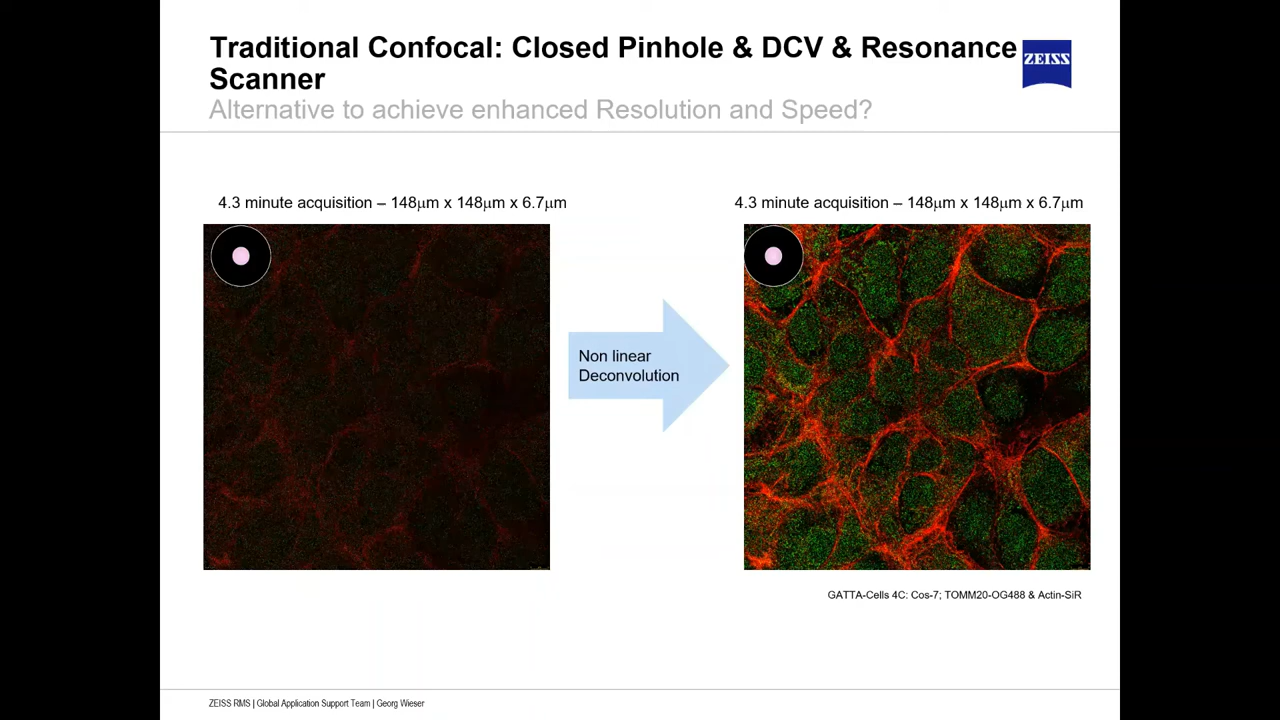 Traditional Confocal: Closed Pinhole & DCV & Resonance
Scanner
ZEISS
Alternative to achieve enhanced Resolution and Speed?
4.3 minute acquisition – 148µm x 148µm x 6.7µm
4.3 minute acquisition – 148µm x 148µm x 6.7µm
Non linear
Deconvolution
GATTA-Cells 4C: Cos-7; TOMM20-OG488 & Actin-SiR
ZEISS RMS | Global Application Support Team | Georg Wieser